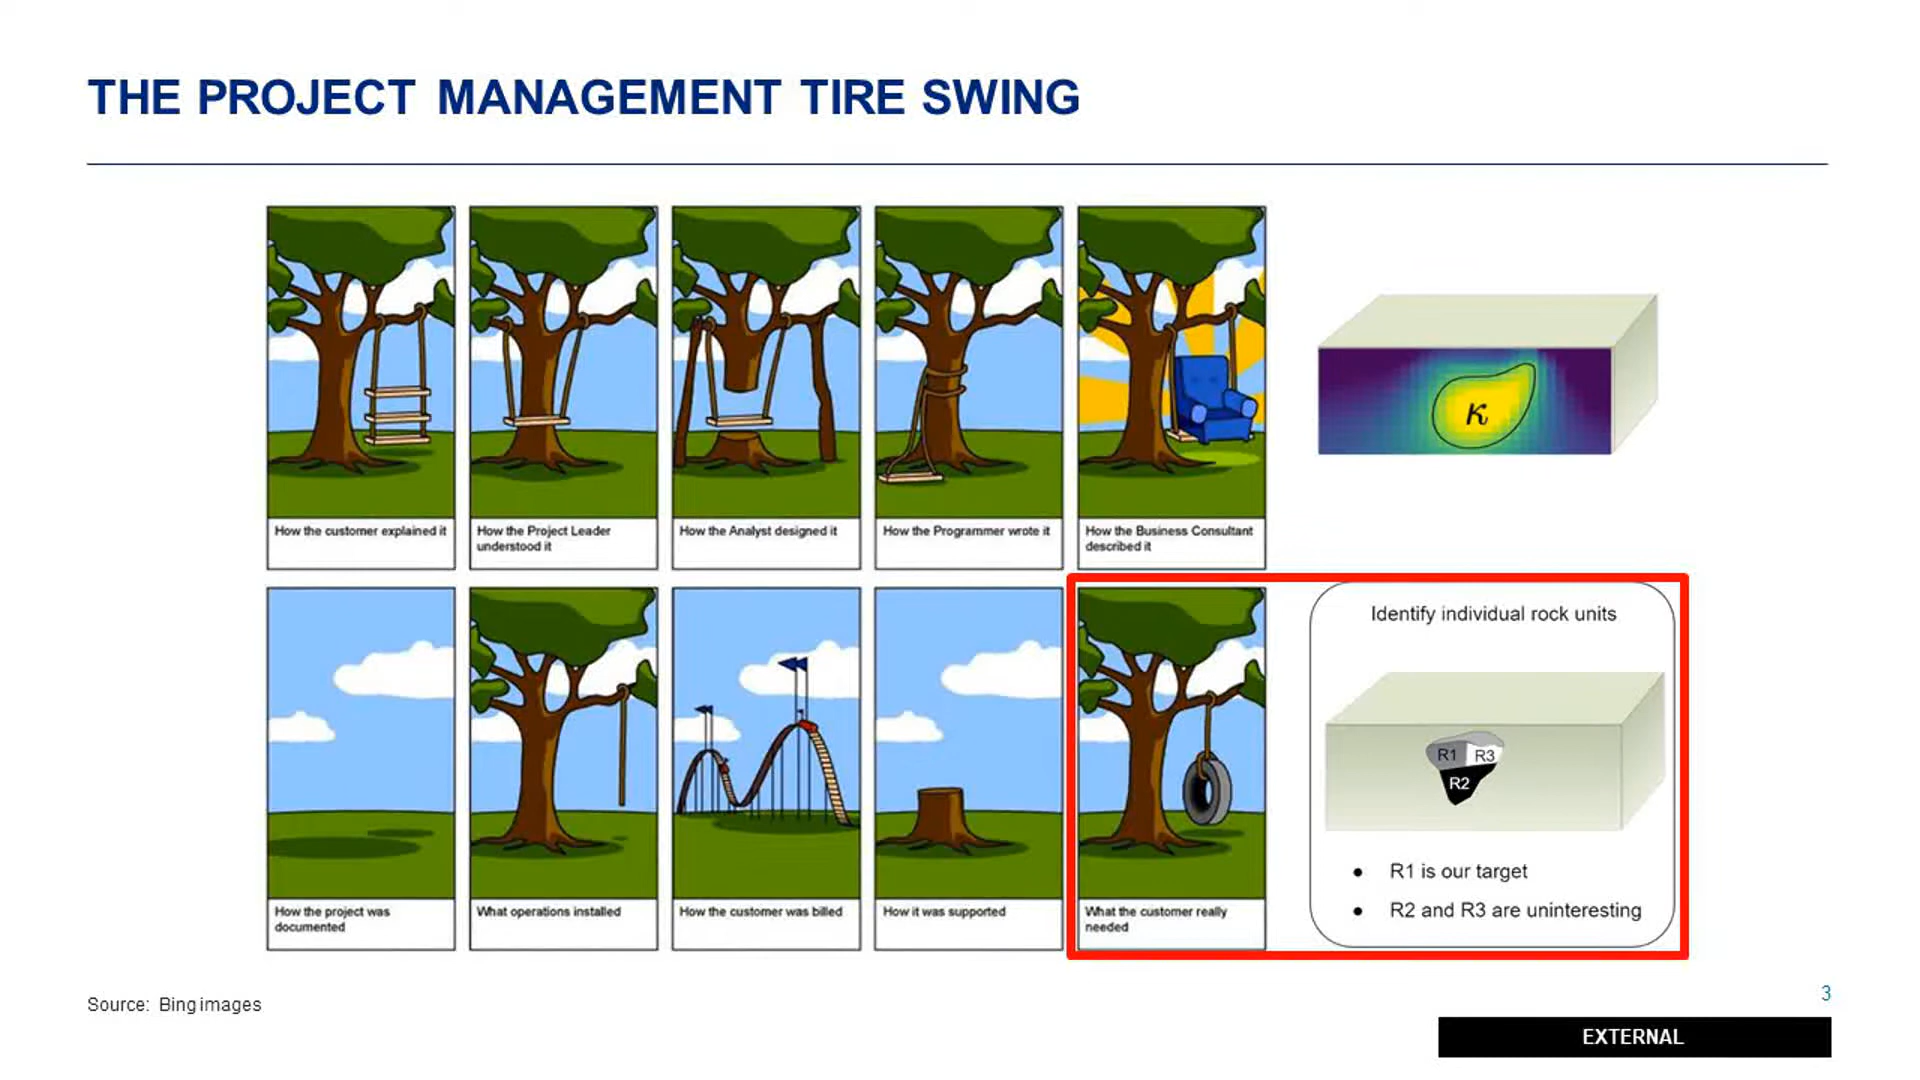 THE PROJECT MANAGEMENT TIRE SWING
How the customer explained it
How the Project Leader
understood it
How the Analyst designed it
How the Programmer wrote it
How the Business Consultant
described it
κ
How the project was
documented
What operations installed
How the customer was billed
How it was supported
What the customer really
needed
Identify individual rock units
R1
R3
R2
● R1 is our target
● R2 and R3 are uninteresting
Source: Bing images
3
EXTERNAL